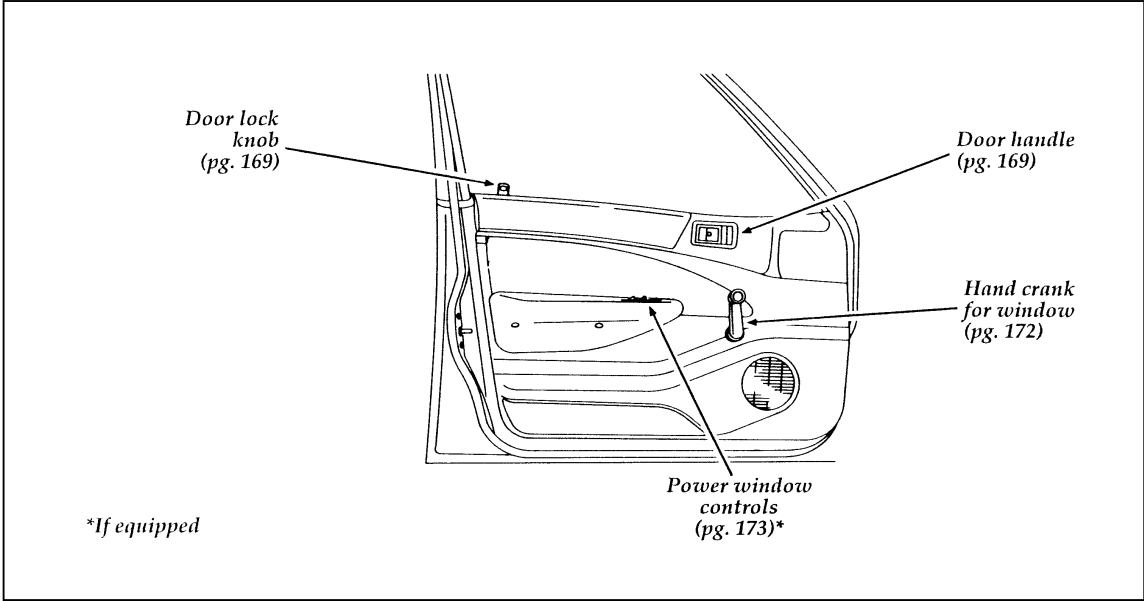 Door lock
knob
(pg. 169)
Door handle
(pg. 169)
Hand crank
for window
(pg. 172)
Power window
controls
(pg. 173)*
*If equipped